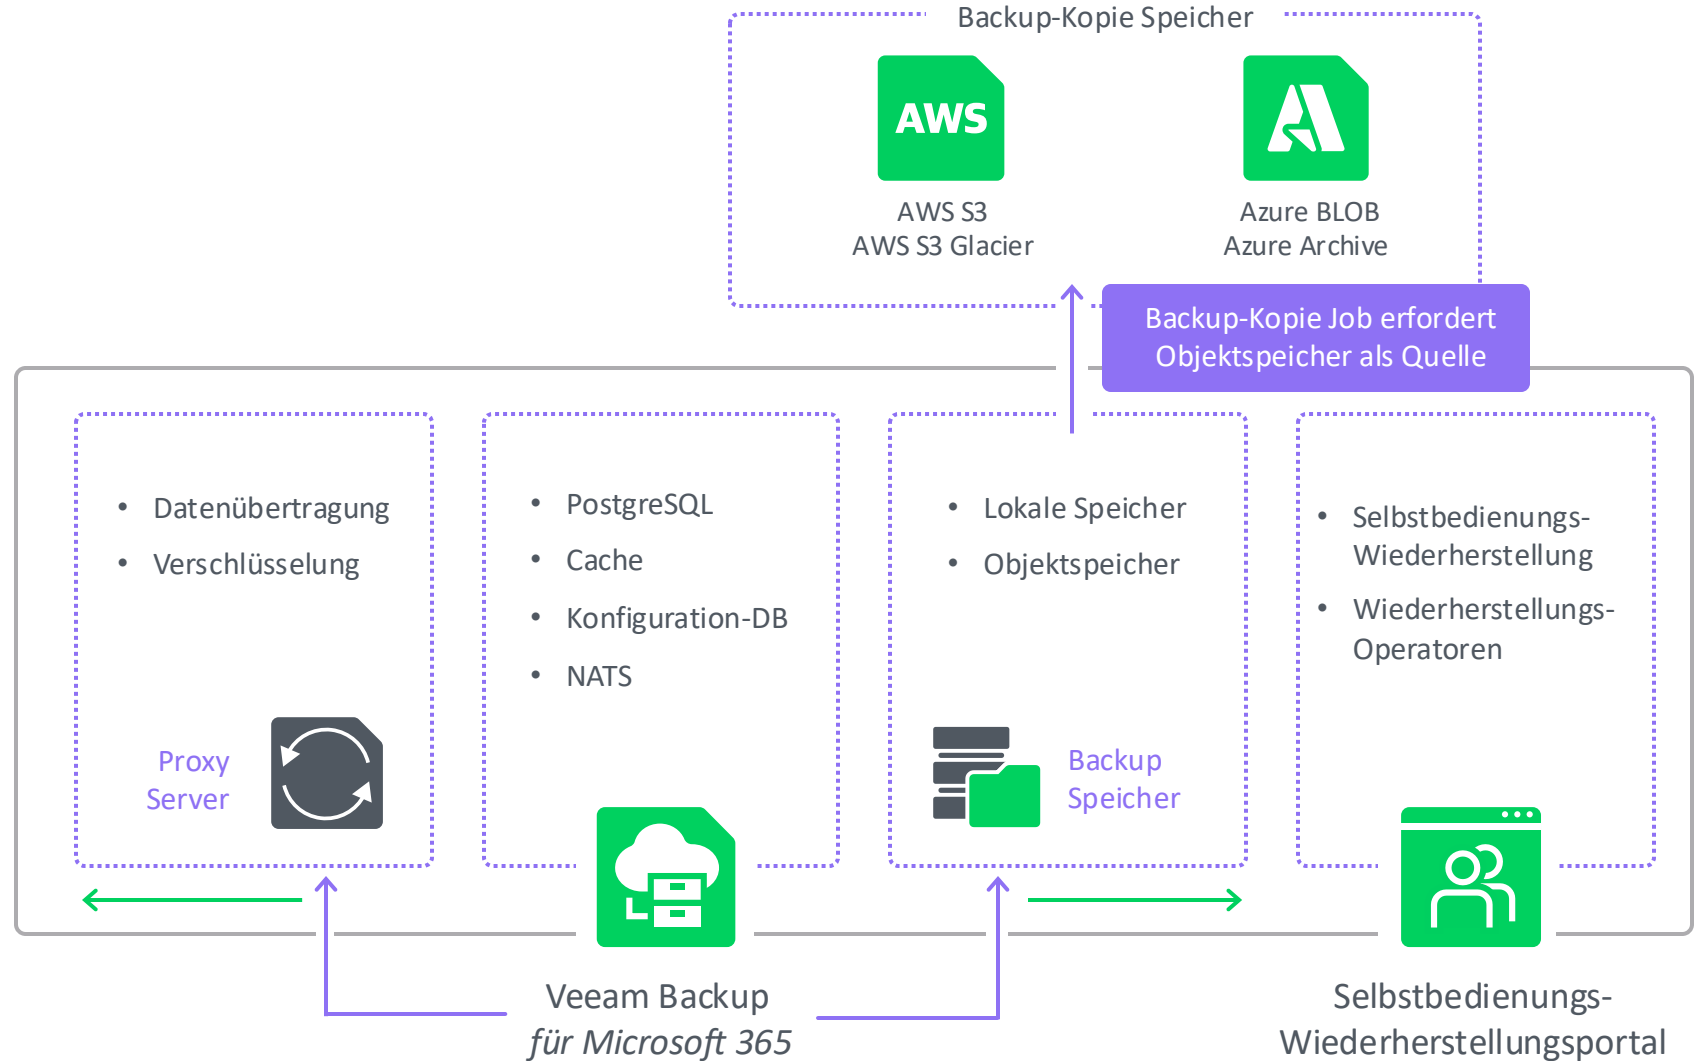 Backup-Kopie Speicher
AWS
AWS S3
AWS S3 Glacier
Azure BLOB
Azure Archive
Backup-Kopie Job erfordert
Objektspeicher als Quelle
• Datenübertragung
• Verschlüsselung
Proxy
Server
• PostgreSQL
• Cache
• Konfiguration-DB
• NATS
• Lokale Speicher
• Objektspeicher
Backup
Speicher
• Selbstbedienungs-
Wiederherstellung
• Wiederherstellungs-
Operatoren
Veeam Backup
für Microsoft 365
Selbstbedienungs-
Wiederherstellungsportal